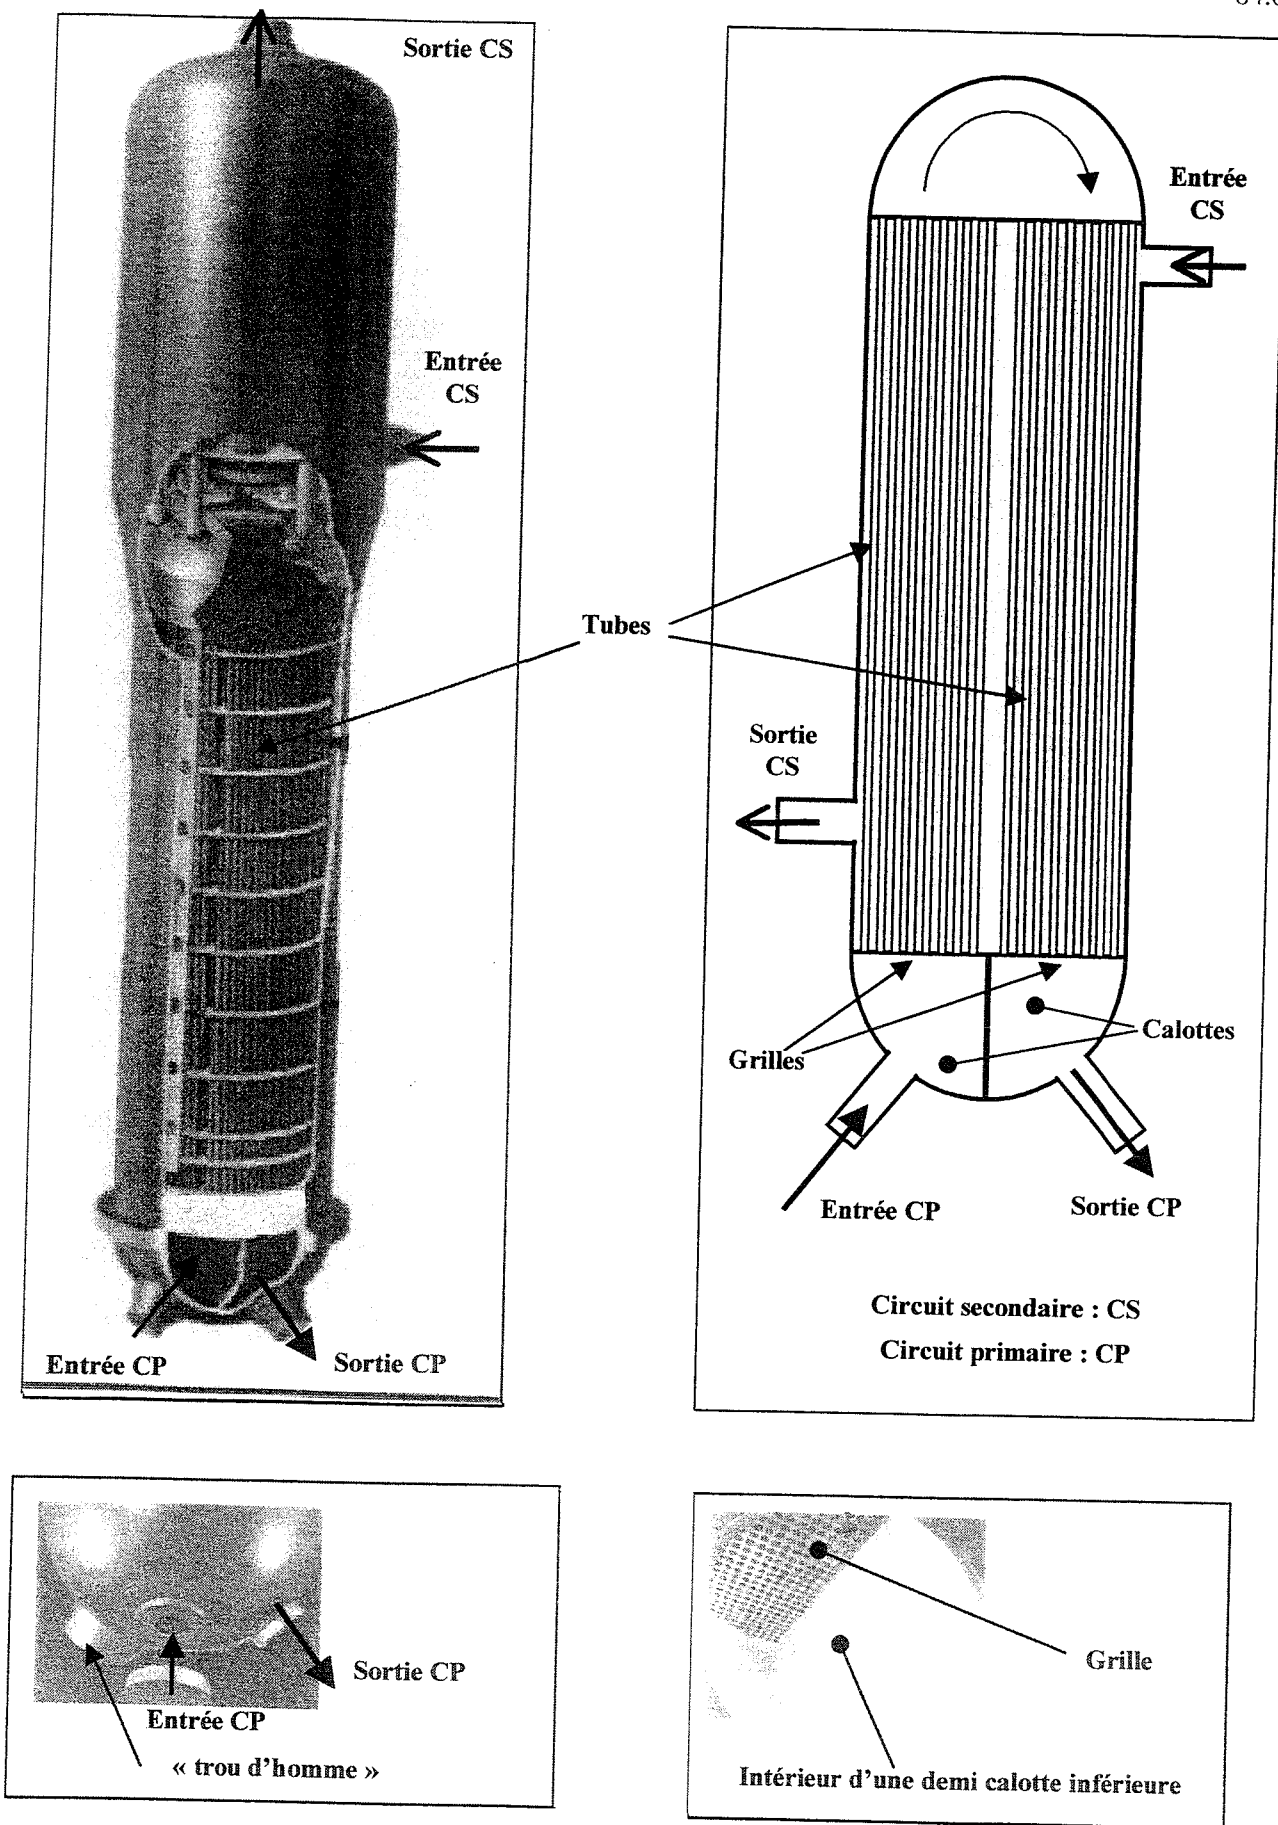 Sortie CS
Entrée
CS
Entrée CP
Sortie CP
Tubes
Entrée
CS
Sortie
CS
Grilles
Calottes
Entrée CP
Sortie CP
Circuit secondaire : CS
Circuit primaire : CP
Sortie CP
Entrée CP
« trou d'homme »
Grille
Intérieur d'une demi calotte inférieure